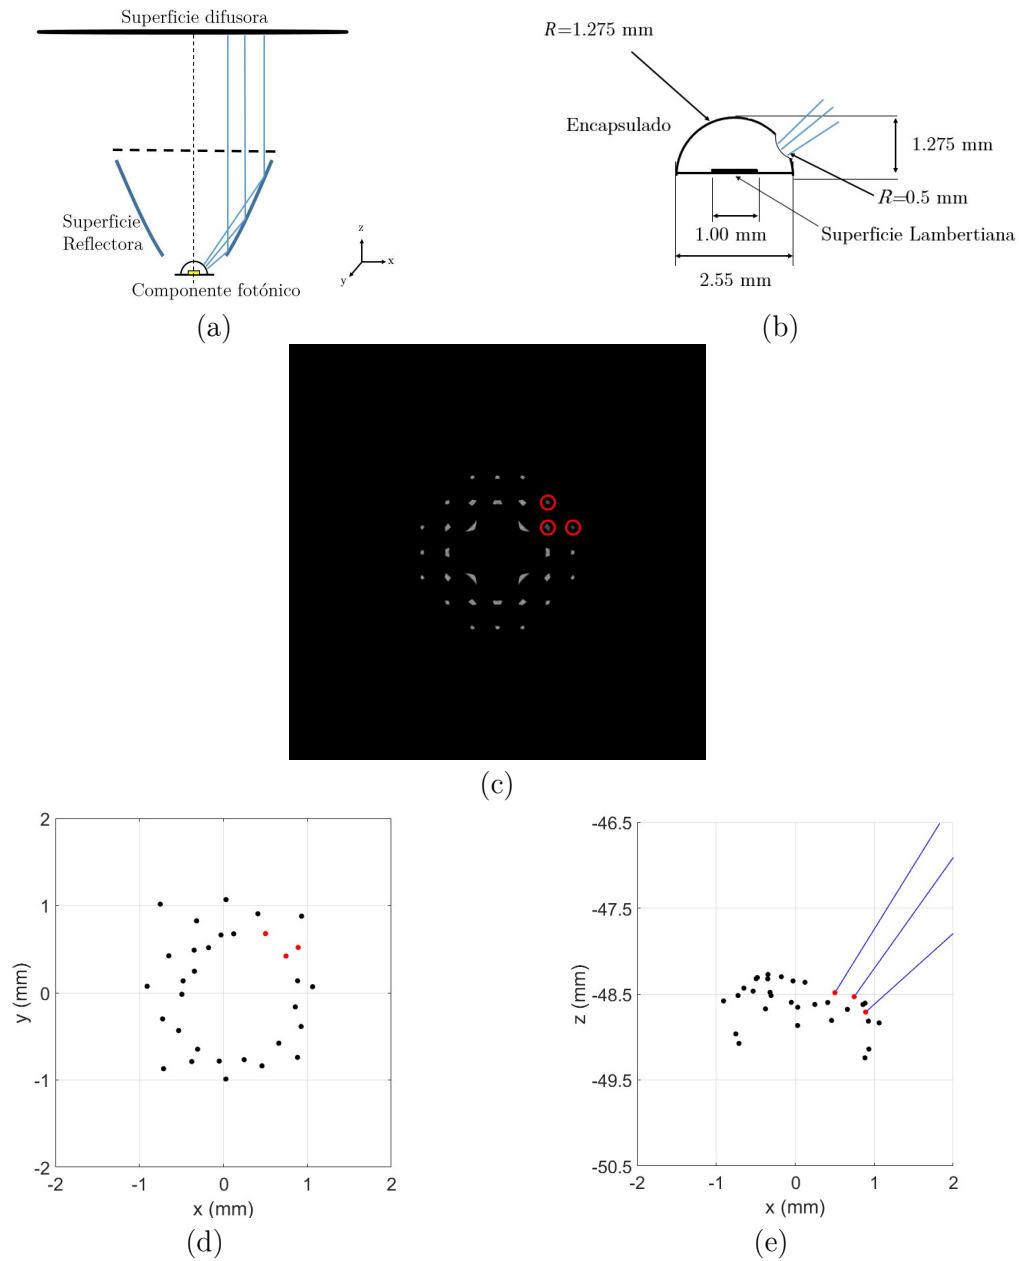 Superficie difusora
Superficie
Reflectora
z
x
y
Componente fotónico
(a)
R=1.275 mm
Encapsulado
1.275 mm
R=0.5 mm
1.00 mm
Superficie Lambertiana
2.55 mm
(b)
(c)
2
1
0
-1
-2
y (mm)
-2 -1 0 1 2
x (mm)
(d)
-46.5
-47.5
-48.5
-49.5
-50.5
z (mm)
-2 -1 0 1 2
x (mm)
(e)